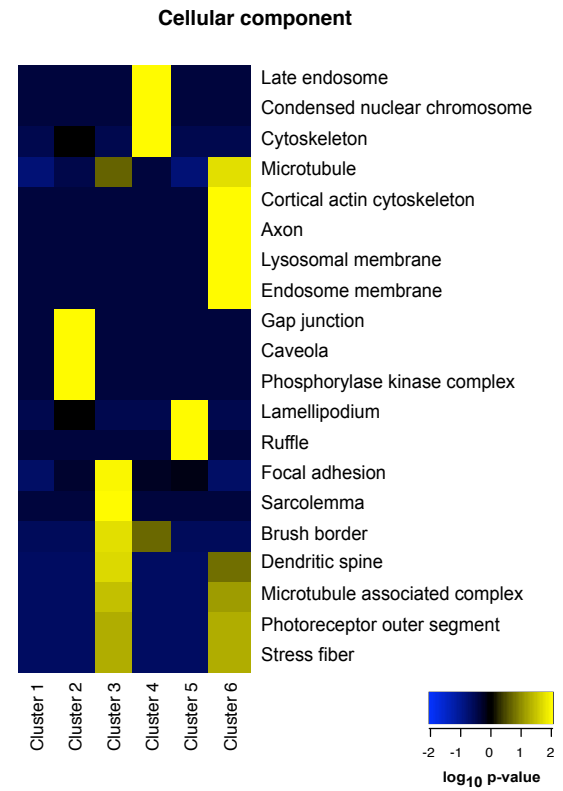 Cellular component
Late endosome
Condensed nuclear chromosome
Cytoskeleton
Microtubule
Cortical actin cytoskeleton
Axon
Lysosomal membrane
Endosome membrane
Gap junction
Caveola
Phosphorylase kinase complex
Lamellipodium
Ruffle
Focal adhesion
Sarcolemma
Brush border
Dendritic spine
Microtubule associated complex
Photoreceptor outer segment
Stress fiber
Cluster 1
Cluster 2
Cluster 3
Cluster 4
Cluster 5
Cluster 6
-2 -1 0 1 2
log10 p-value